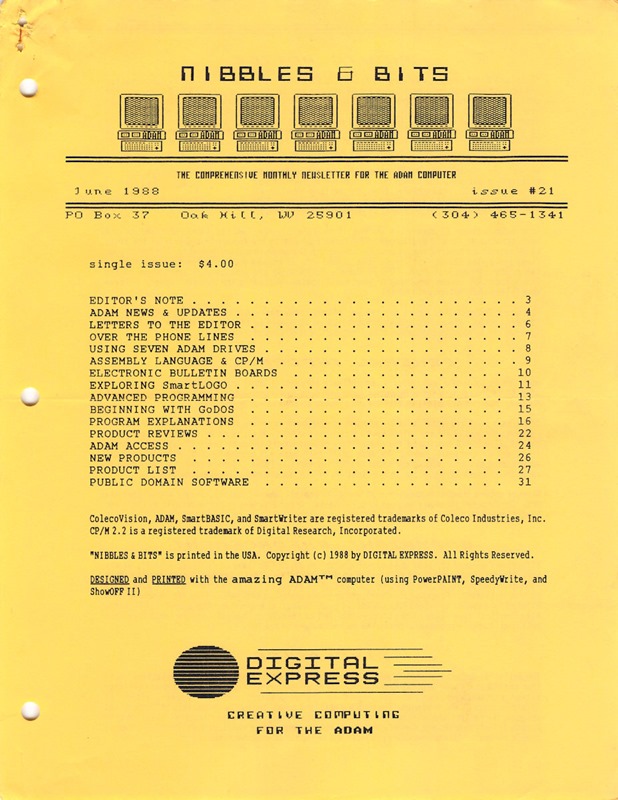 NIBBLES & BITS
ADAM ADAM ADAM ADAM ADAM ADAM ADAM
THE COMPREHENSIVE MONTHLY NEWSLETTER FOR THE ADAM COMPUTER
June 1988 issue #21
PO Box 37 Oak Hill, WV 25901 (304) 465-1341
single issue: $4.00
EDITOR'S NOTE . . . . . . . . . . . . . . . . . . . . . . . 3
ADAM NEWS & UPDATES . . . . . . . . . . . . . . . . . . . . 4
LETTERS TO THE EDITOR . . . . . . . . . . . . . . . . . . . 6
OVER THE PHONE LINES . . . . . . . . . . . . . . . . . . . 7
USING SEVEN ADAM DRIVES . . . . . . . . . . . . . . . . . . 8
ASSEMBLY LANGUAGE & CP/M . . . . . . . . . . . . . . . . . 9
ELECTRONIC BULLETIN BOARDS . . . . . . . . . . . . . . . . 10
EXPLORING SmartLOGO . . . . . . . . . . . . . . . . . . . . 11
ADVANCED PROGRAMMING . . . . . . . . . . . . . . . . . . . 13
BEGINNING WITH GoDOS . . . . . . . . . . . . . . . . . . . 15
PROGRAM EXPLANATIONS . . . . . . . . . . . . . . . . . . . 16
PRODUCT REVIEWS . . . . . . . . . . . . . . . . . . . . . . 22
ADAM ACCESS . . . . . . . . . . . . . . . . . . . . . . . . 24
NEW PRODUCTS . . . . . . . . . . . . . . . . . . . . . . . 26
PRODUCT LIST . . . . . . . . . . . . . . . . . . . . . . . 27
PUBLIC DOMAIN SOFTWARE . . . . . . . . . . . . . . . . . . 31
ColecoVision, ADAM, SmartBASIC, and SmartWriter are registered trademarks of Coleco Industries, Inc.
CP/M 2.2 is a registered trademark of Digital Research, Incorporated.
"NIBBLES & BITS" is printed in the USA. Copyright (c) 1988 by DIGITAL EXPRESS. All Rights Reserved.
DESIGNED and PRINTED with the amazing ADAM™ computer (using PowerPAINT, SpeedyWrite, and
ShowOFF II)
DIGITAL
EXPRESS
CREATIVE COMPUTING
FOR THE ADAM